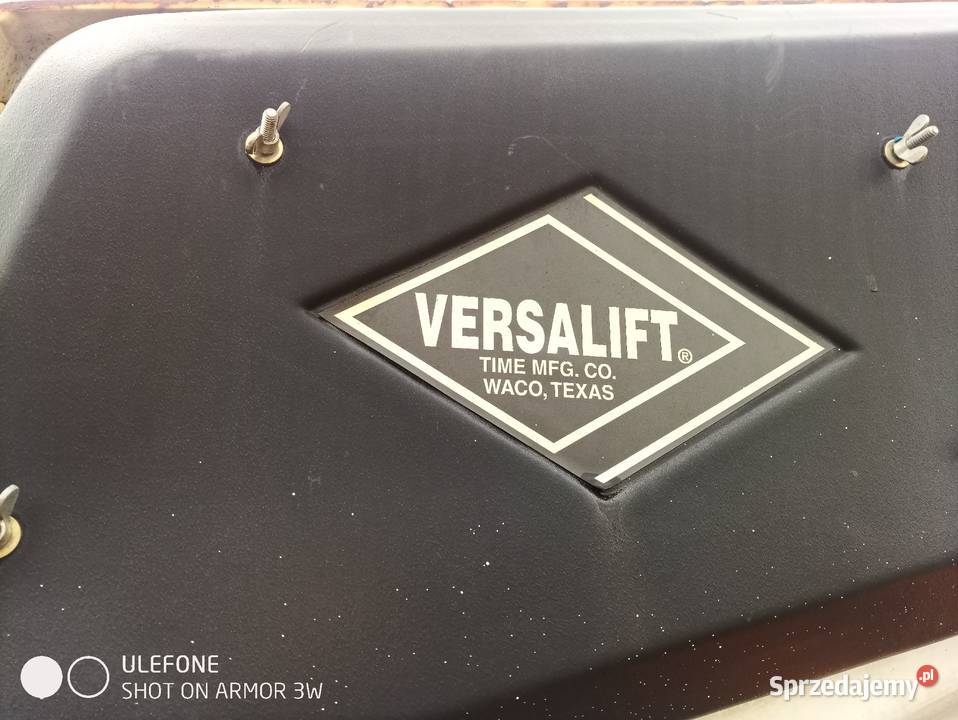 VERSALIFT®
TIME MFG. CO.
WACO, TEXAS
ULEFONE
SHOT ON ARMOR 3W
Sprzedajemy.pl